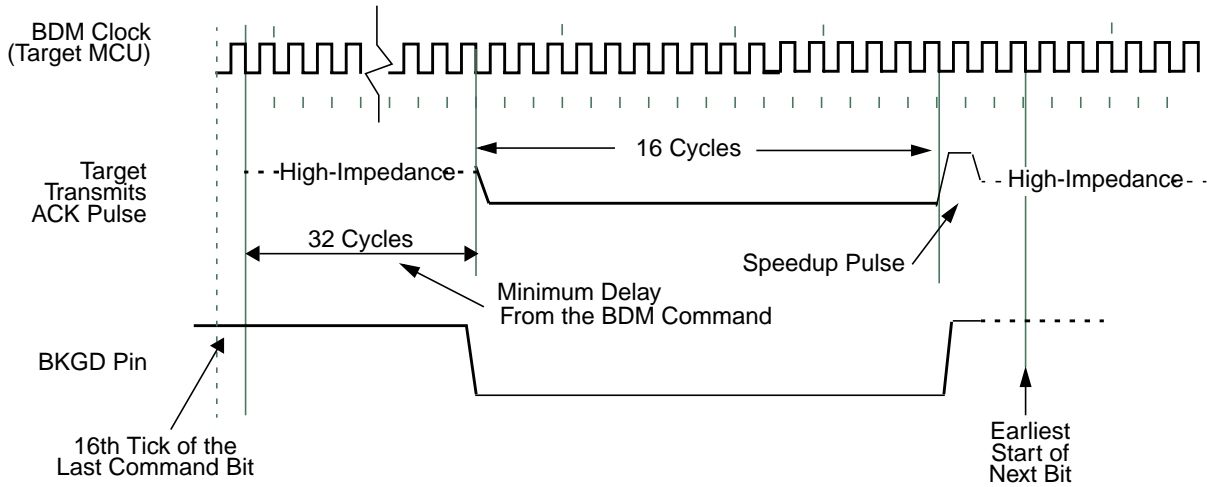 BDM Clock
(Target MCU)
16 Cycles
Target
Transmits
ACK Pulse
High-Impedance
High-Impedance
32 Cycles
Speedup Pulse
Minimum Delay
From the BDM Command
BKGD Pin
16th Tick of the
Last Command Bit
Earliest
Start of
Next Bit